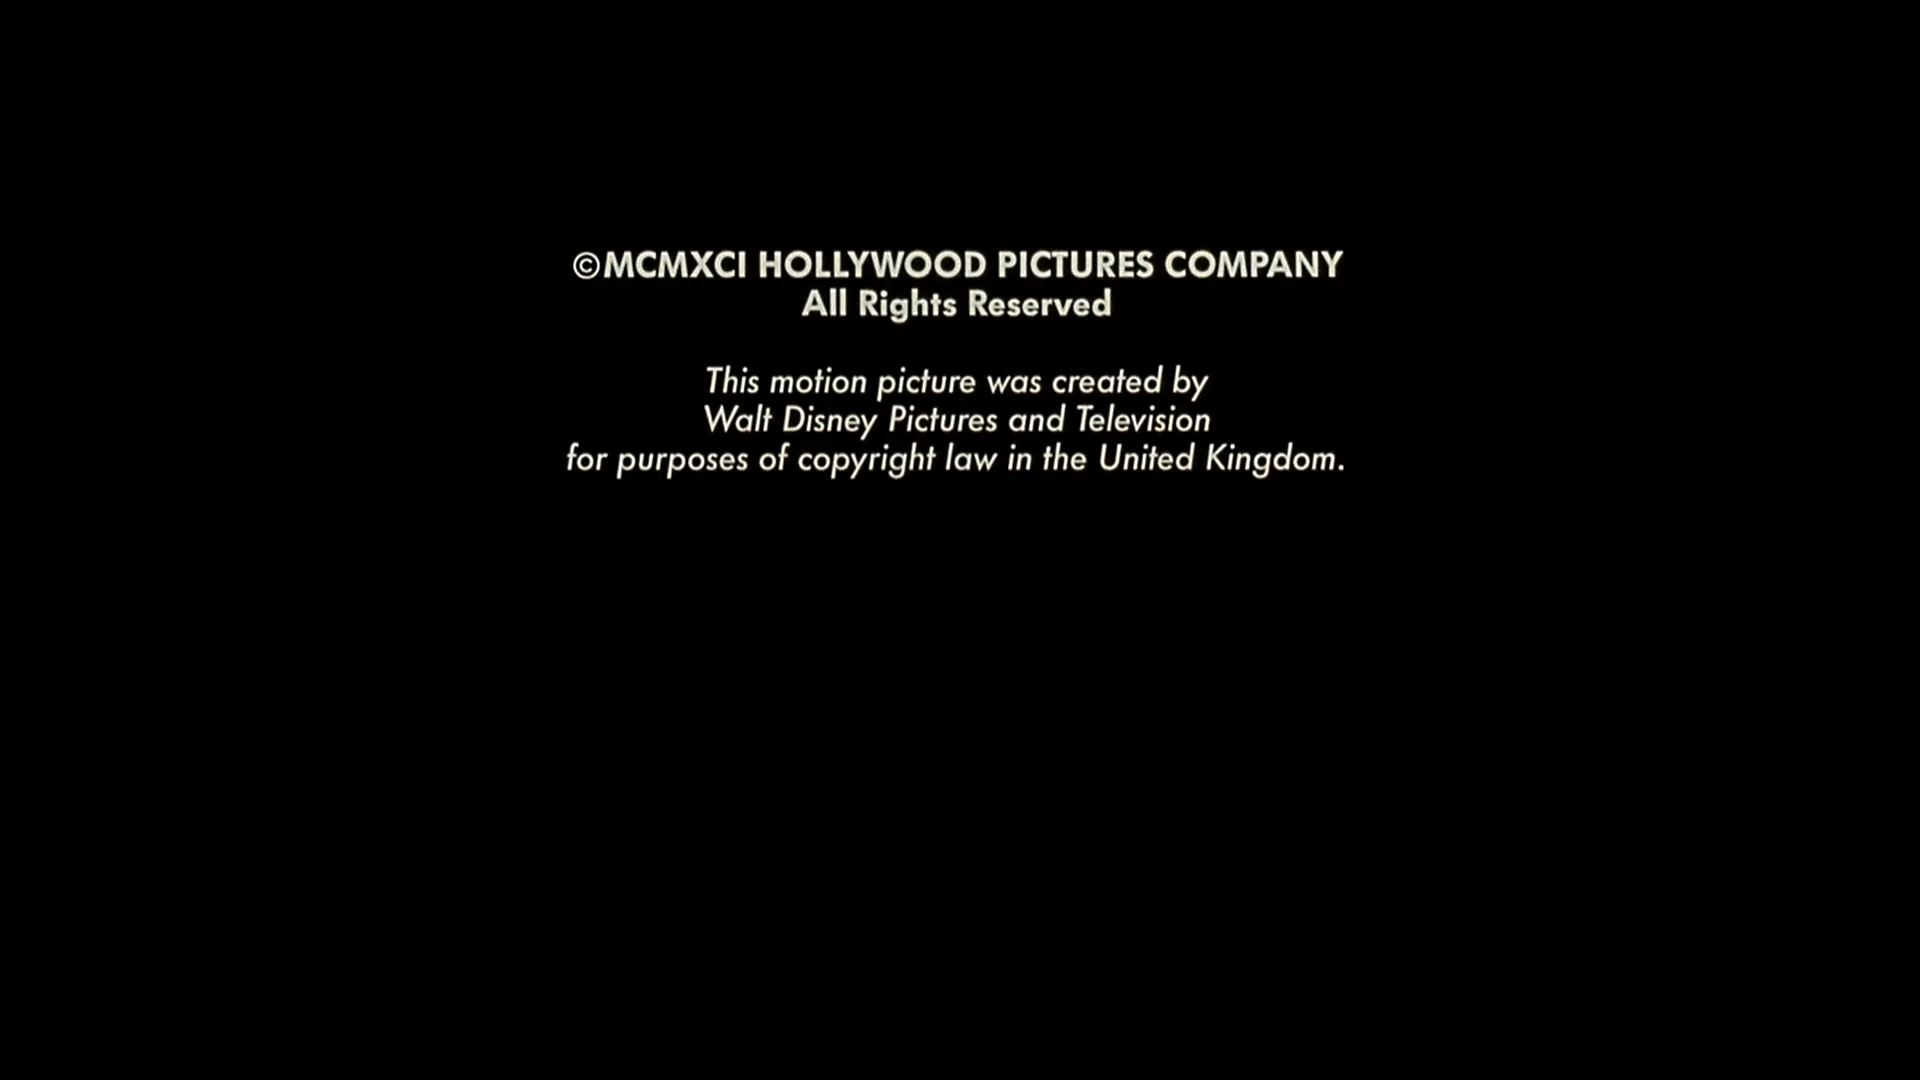 ©MCMXCI HOLLYWOOD PICTURES COMPANY
All Rights Reserved
This motion picture was created by
Walt Disney Pictures and Television
for purposes of copyright law in the United Kingdom.